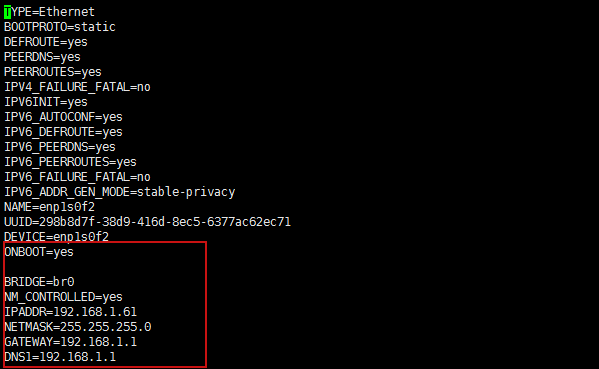 TYPE=Ethernet
BOOTPROTO=static
DEFROUTE=yes
PEERDNS=yes
PEERROUTES=yes
IPV4_FAILURE_FATAL=no
IPV6INIT=yes
IPV6_AUTOCONF=yes
IPV6_DEFROUTE=yes
IPV6_PEERDNS=yes
IPV6_PEERROUTES=yes
IPV6_FAILURE_FATAL=no
IPV6_ADDR_GEN_MODE=stable-privacy
NAME=enp1s0f2
UUID=298b8d7f-38d9-416d-8ec5-6377ac62ec71
DEVICE=enp1s0f2
ONBOOT=yes
BRIDGE=br0
NM_CONTROLLED=yes
IPADDR=192.168.1.61
NETMASK=255.255.255.0
GATEWAY=192.168.1.1
DNS1=192.168.1.1